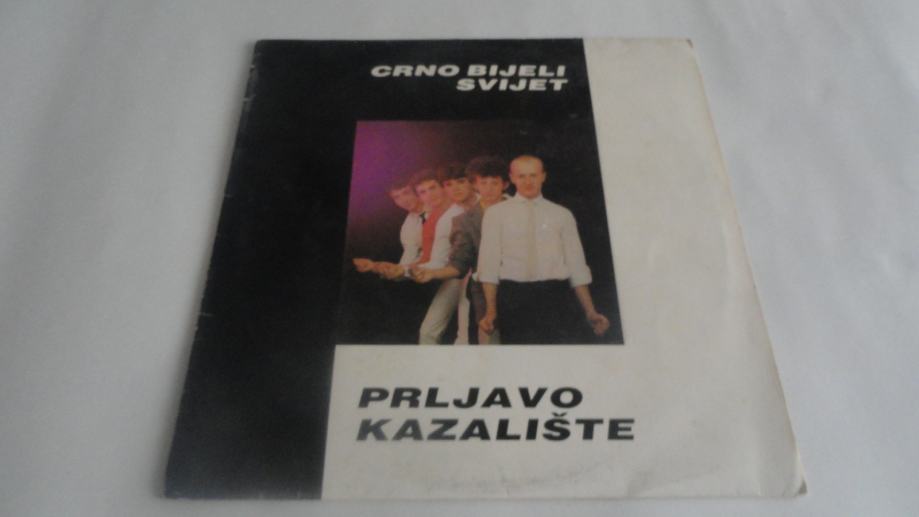 CRNO BIJELI
SVIJET
PRLJAVO
KAZALIŠTE